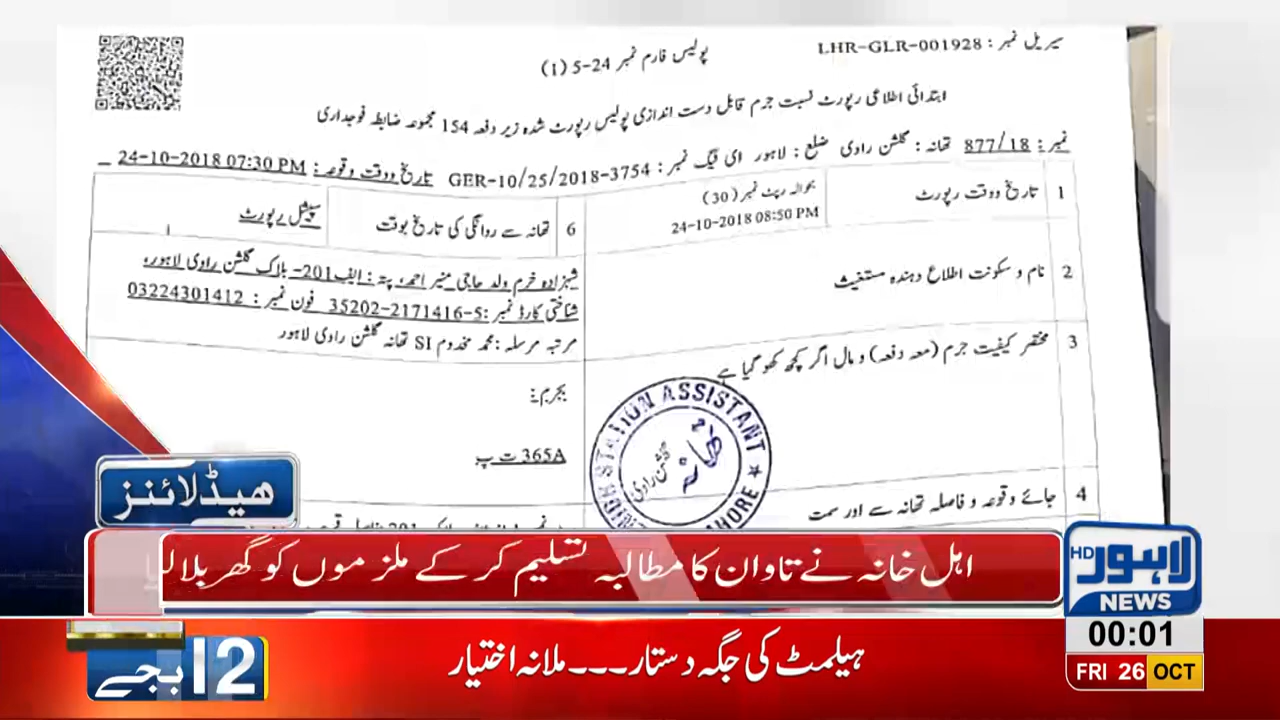 سیریل نمبر : LHR-GLR-001928
پولیس فارم نمبر 24-5 (1)
ابتدائی اطلاعی رپورٹ نسبت جرم قابل دست اندازی پولیس رپورٹ شدہ زیر دفعہ 154 مجموعہ ضابطہ فوجداری
نمبر : 877/18 تھانہ : گلشن راوی ضلع : لاہور ای ٹیگ نمبر : GER-10/25/2018-3754 تاریخ و وقت وقوعہ : 24-10-2018 07:30 PM
1 تاریخ و وقت رپورٹ
بحوالہ رپٹ نمبر (30)
24-10-2018 08:50 PM
6 تھانہ سے روانگی کی تاریخ بوقت
سپیشل رپورٹ
2 نام و سکونت اطلاع دہندہ مستغیث
شہزادہ خرم ولد حاجی منیر احمد، پتہ : ایف 201- بلاک گلشن راوی لاہور،
شناختی کارڈ نمبر : 35202-2171416-5 فون نمبر : 03224301412
مرتبہ مرسلہ : محمد مخدوم SI تھانہ گلشن راوی لاہور
3 مختصر کیفیت جرم (معہ دفعہ) و مال اگر کچھ کھو گیا ہے
بجرم :
365A ت پ
STATION ASSISTANT
تھانہ
گلشن راوی
4 جائے وقوعہ و فاصلہ تھانہ سے اور سمت
ھیڈلائنز
اہل خانہ نے تاوان کا مطالبہ تسلیم کر کے ملزموں کو گھر بلا لیا
لاہور
HD
NEWS
00:01
FRI 26 OCT
12 بجے
ہیلمٹ کی جگہ دستار۔۔۔ملانہ اختیار